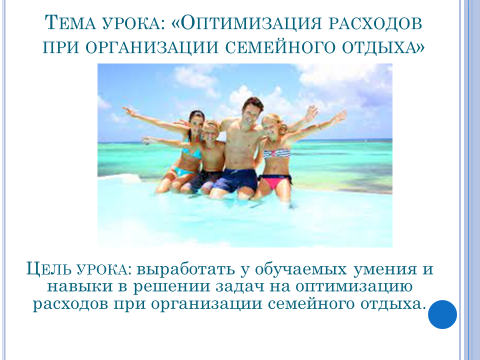 Тема урока: «Оптимизация расходов
при организации семейного отдыха»
Цель урока: выработать у обучаемых умения и
навыки в решении задач на оптимизацию
расходов при организации семейного отдыха.